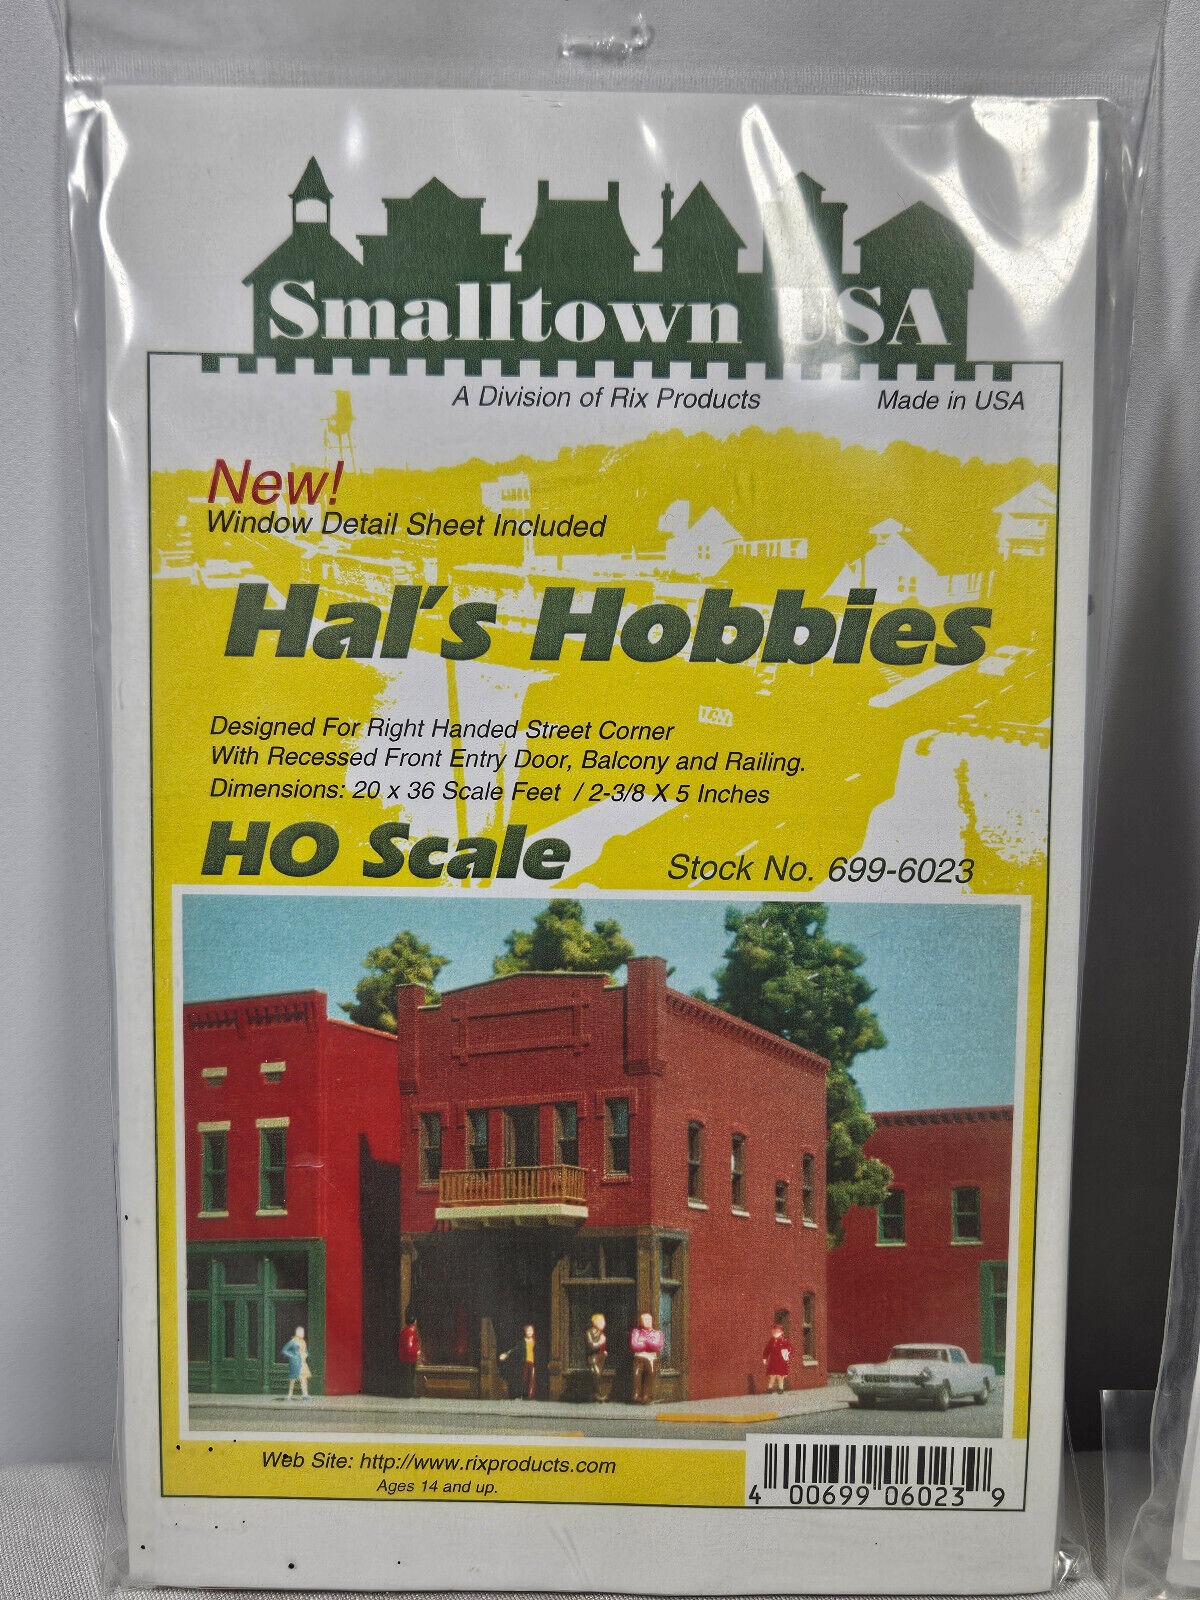 Smalltown USA
A Division of Rix Products
Made in USA
New!
Window Detail Sheet Included
Hal's Hobbies
Designed For Right Handed Street Corner
With Recessed Front Entry Door, Balcony and Railing.
Dimensions: 20 x 36 Scale Feet / 2-3/8 X 5 Inches
HO Scale
Stock No. 699-6023
Web Site: http://www.rixproducts.com
Ages 14 and up.
4 00699 06023 9